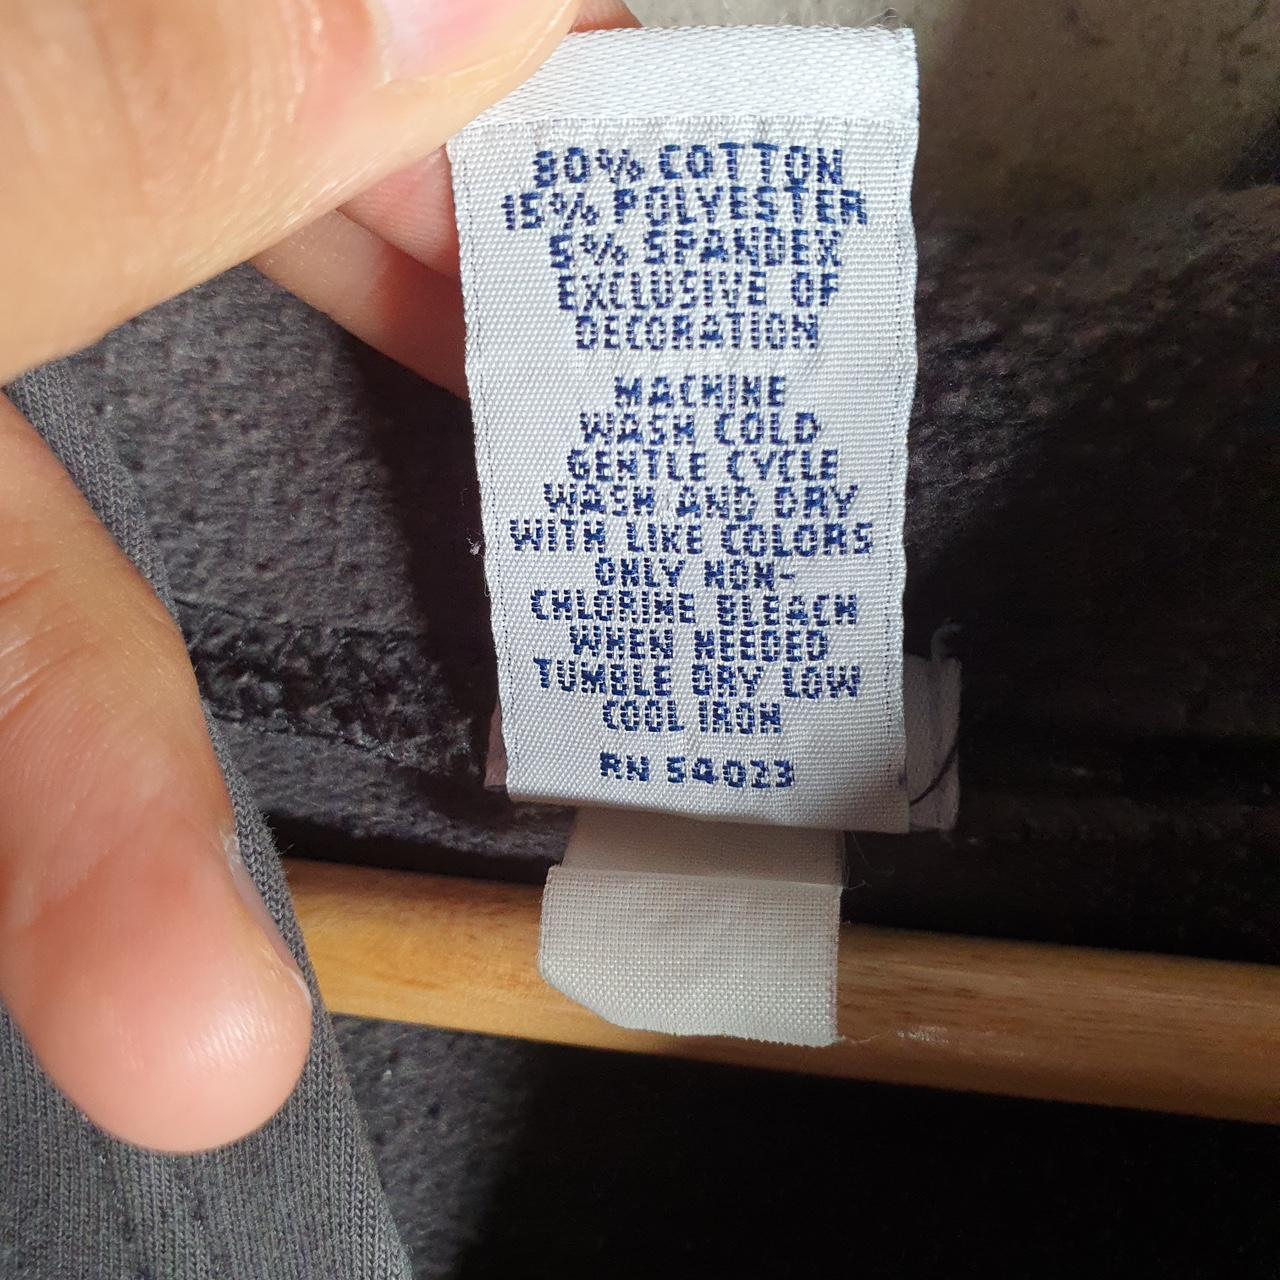 80% COTTON
15% POLYESTER
5% SPANDEX
EXCLUSIVE OF
DECORATION
MACHINE
WASH COLD
GENTLE CYCLE
WASH AND DRY
WITH LIKE COLORS
ONLY NON-
CHLORINE BLEACH
WHEN NEEDED
TUMBLE DRY LOW
COOL IRON
RN 54023